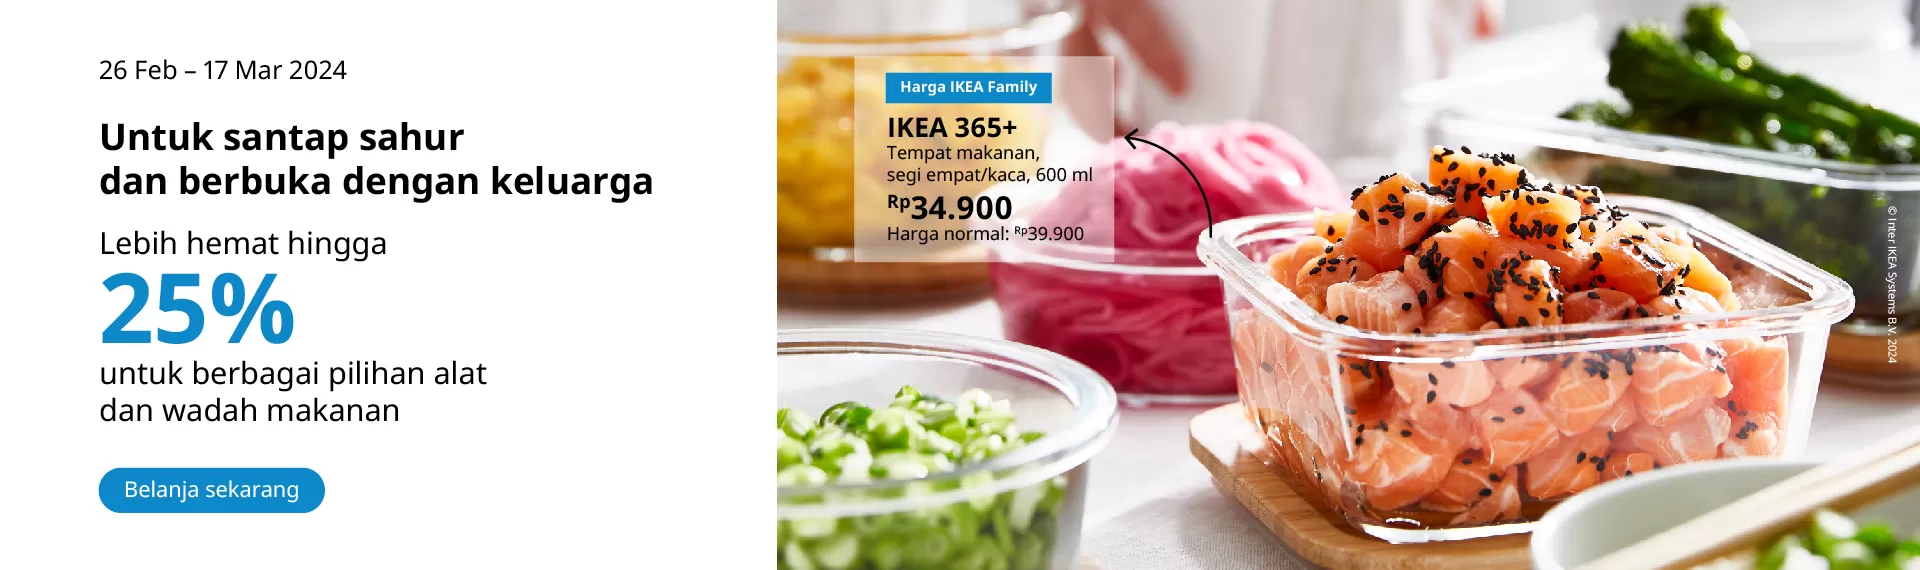 26 Feb – 17 Mar 2024
Untuk santap sahur
dan berbuka dengan keluarga
Lebih hemat hingga
25%
untuk berbagai pilihan alat
dan wadah makanan
Belanja sekarang
Harga IKEA Family
IKEA 365+
Tempat makanan,
segi empat/kaca, 600 ml
Rp34.900
Harga normal: Rp39.900
© Inter IKEA Systems B.V. 2024